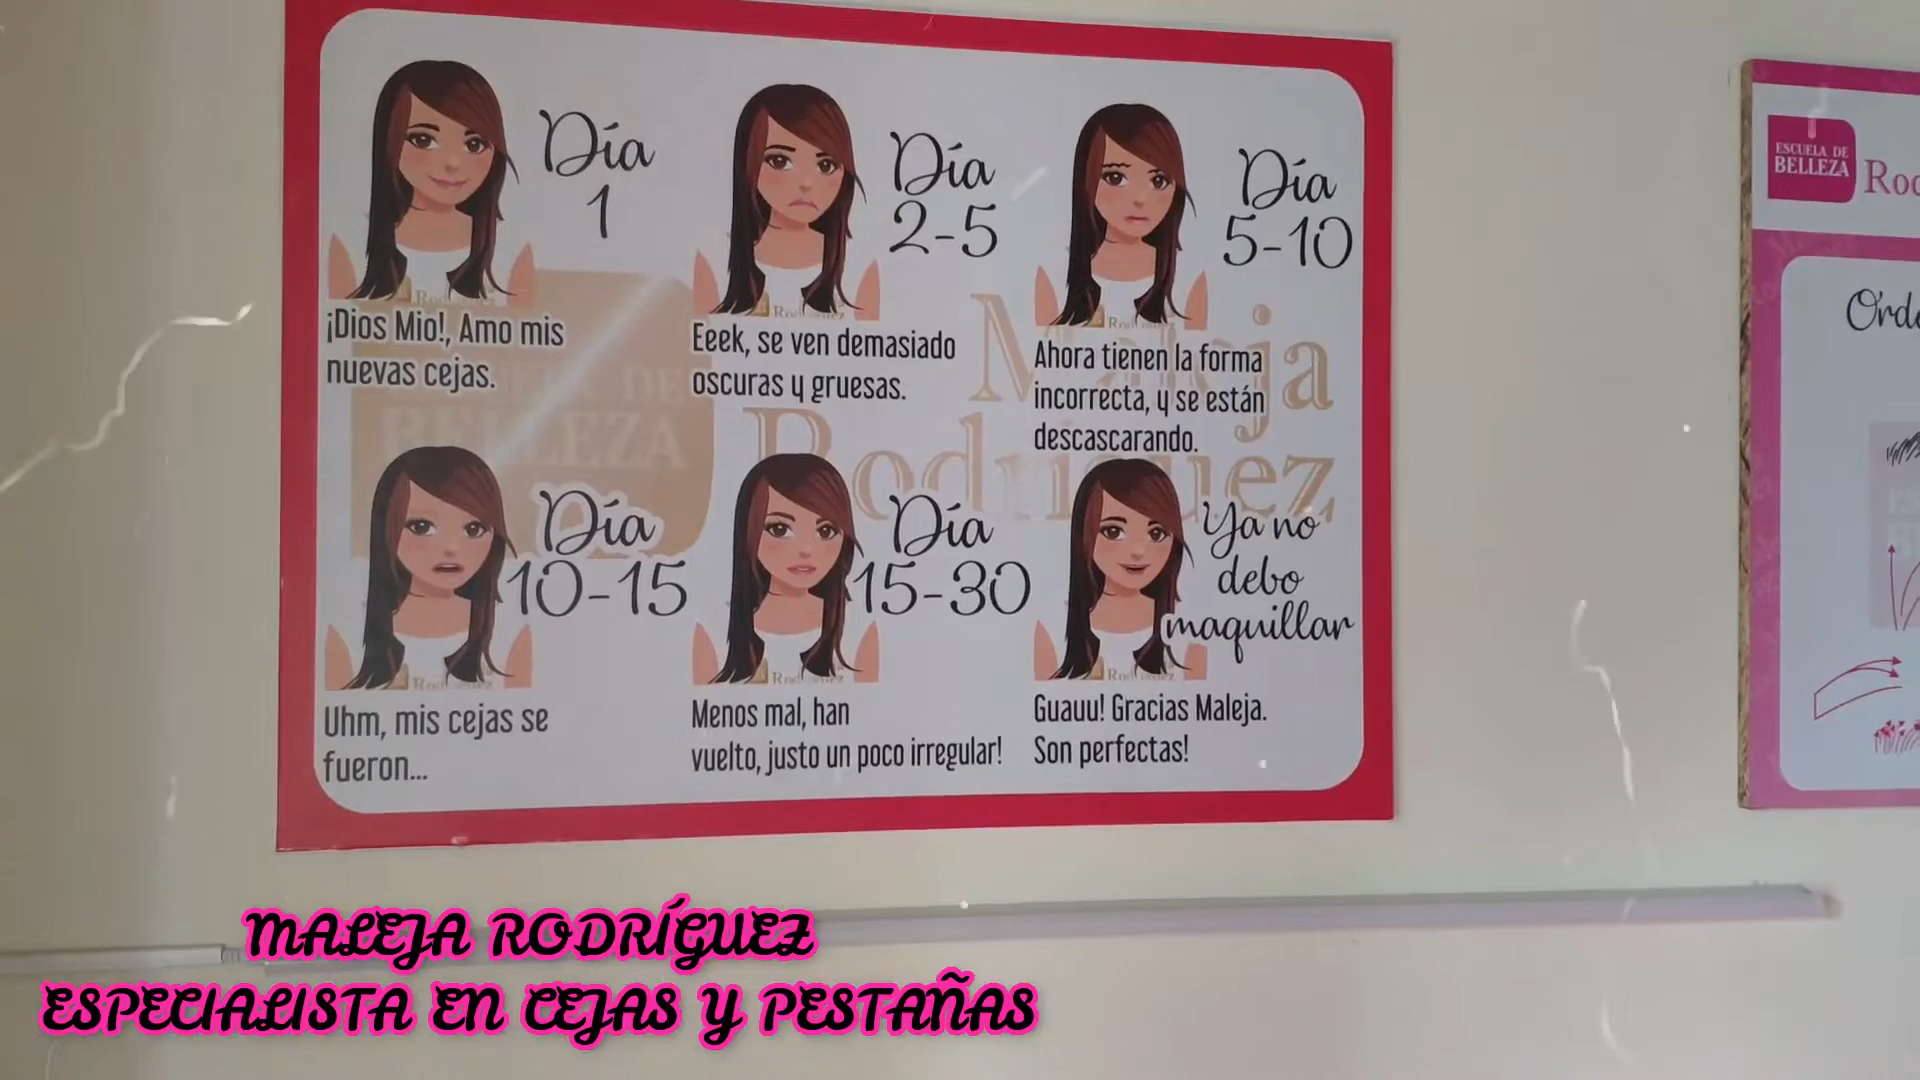 Día
1
¡Dios Mio!, Amo mis
nuevas cejas.
Día
2-5
Eeek, se ven demasiado
oscuras y gruesas.
Día
5-10
Ahora tienen la forma
incorrecta, y se están
descascarando.
Día
10-15
Uhm, mis cejas se
fueron...
Día
15-30
Menos mal, han
vuelto, justo un poco irregular!
Ya no
debo
maquillar
Guauu! Gracias Maleja.
Son perfectas!
BELLEZA
Maleja
Rodríguez
ESCUELA DE
BELLEZA
MALEJA RODRÍGUEZ
ESPECIALISTA EN CEJAS Y PESTAÑAS